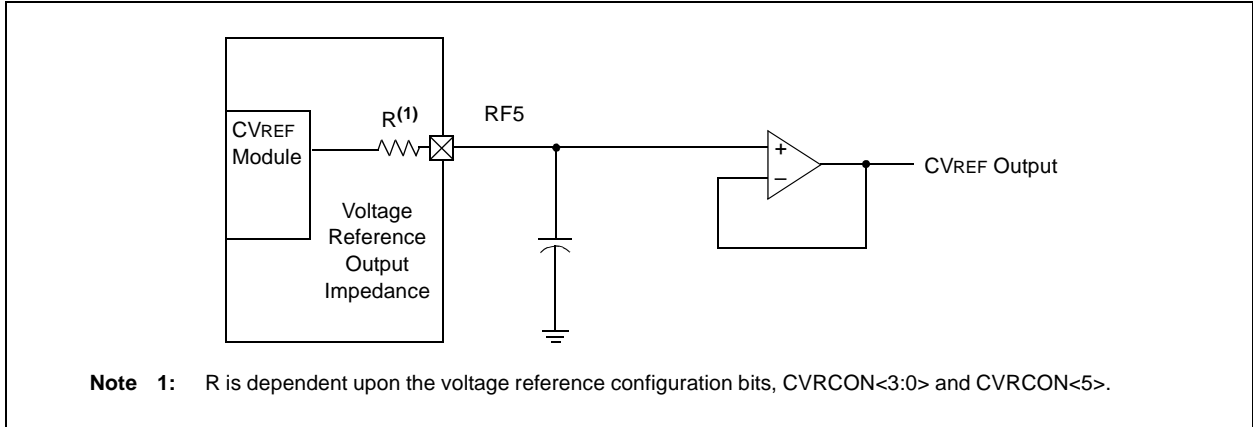 CVREF
Module
R(1)
RF5
Voltage
Reference
Output
Impedance
+
–
CVREF Output
Note 1: R is dependent upon the voltage reference configuration bits, CVRCON<3:0> and CVRCON<5>.